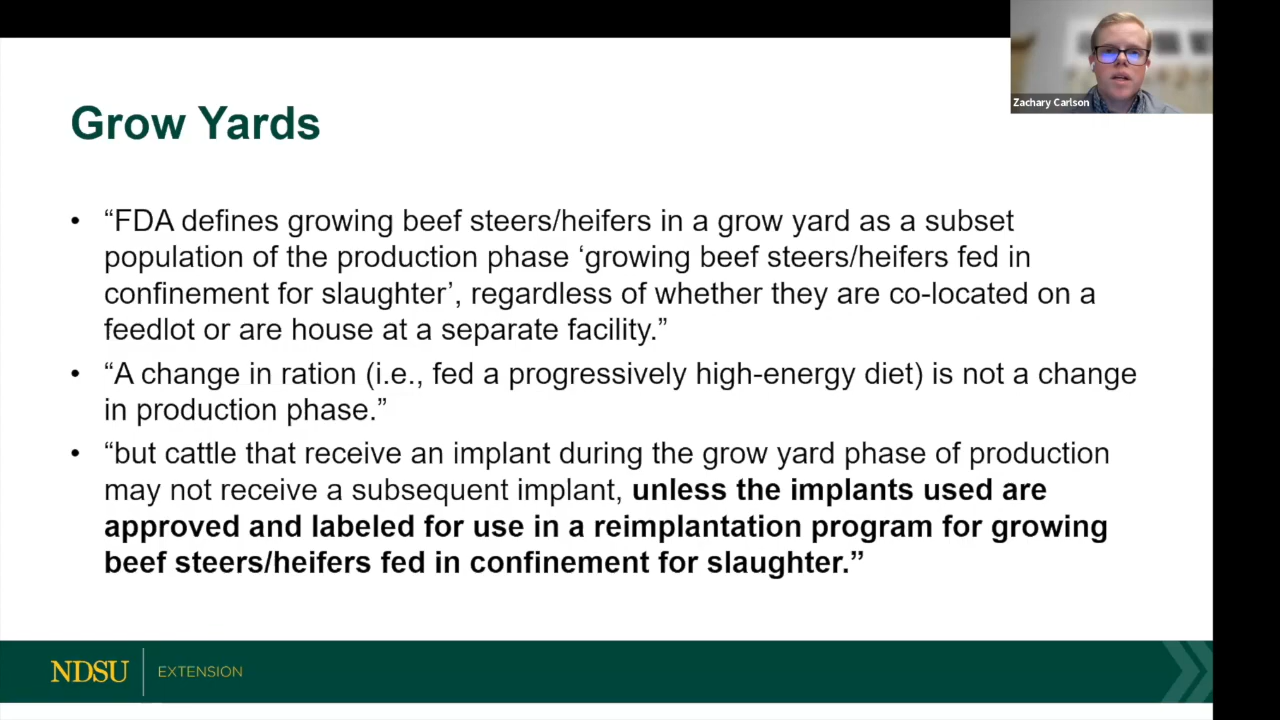 Zachary Carlson
Grow Yards
• “FDA defines growing beef steers/heifers in a grow yard as a subset
population of the production phase ‘growing beef steers/heifers fed in
confinement for slaughter’, regardless of whether they are co-located on a
feedlot or are house at a separate facility.”
• “A change in ration (i.e., fed a progressively high-energy diet) is not a change
in production phase.”
• “but cattle that receive an implant during the grow yard phase of production
may not receive a subsequent implant, unless the implants used are
approved and labeled for use in a reimplantation program for growing
beef steers/heifers fed in confinement for slaughter.”
NDSU EXTENSION